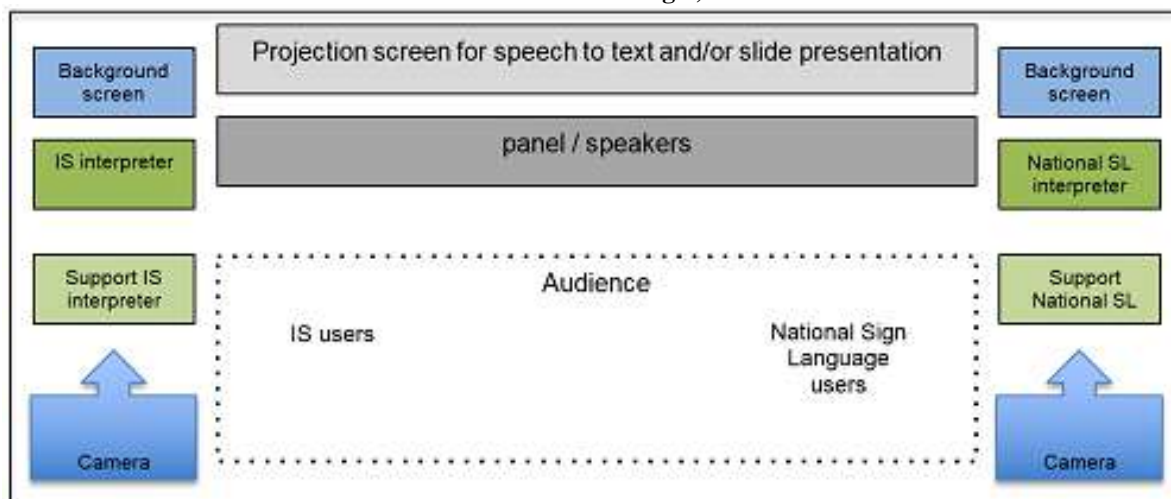 Projection screen for speech to text and/or slide presentation
Background
screen
Background
screen
panel / speakers
IS interpreter
National SL
interpreter
Support IS
interpreter
Audience
Support
National SL
IS users
National Sign
Language
users
Camera
Camera